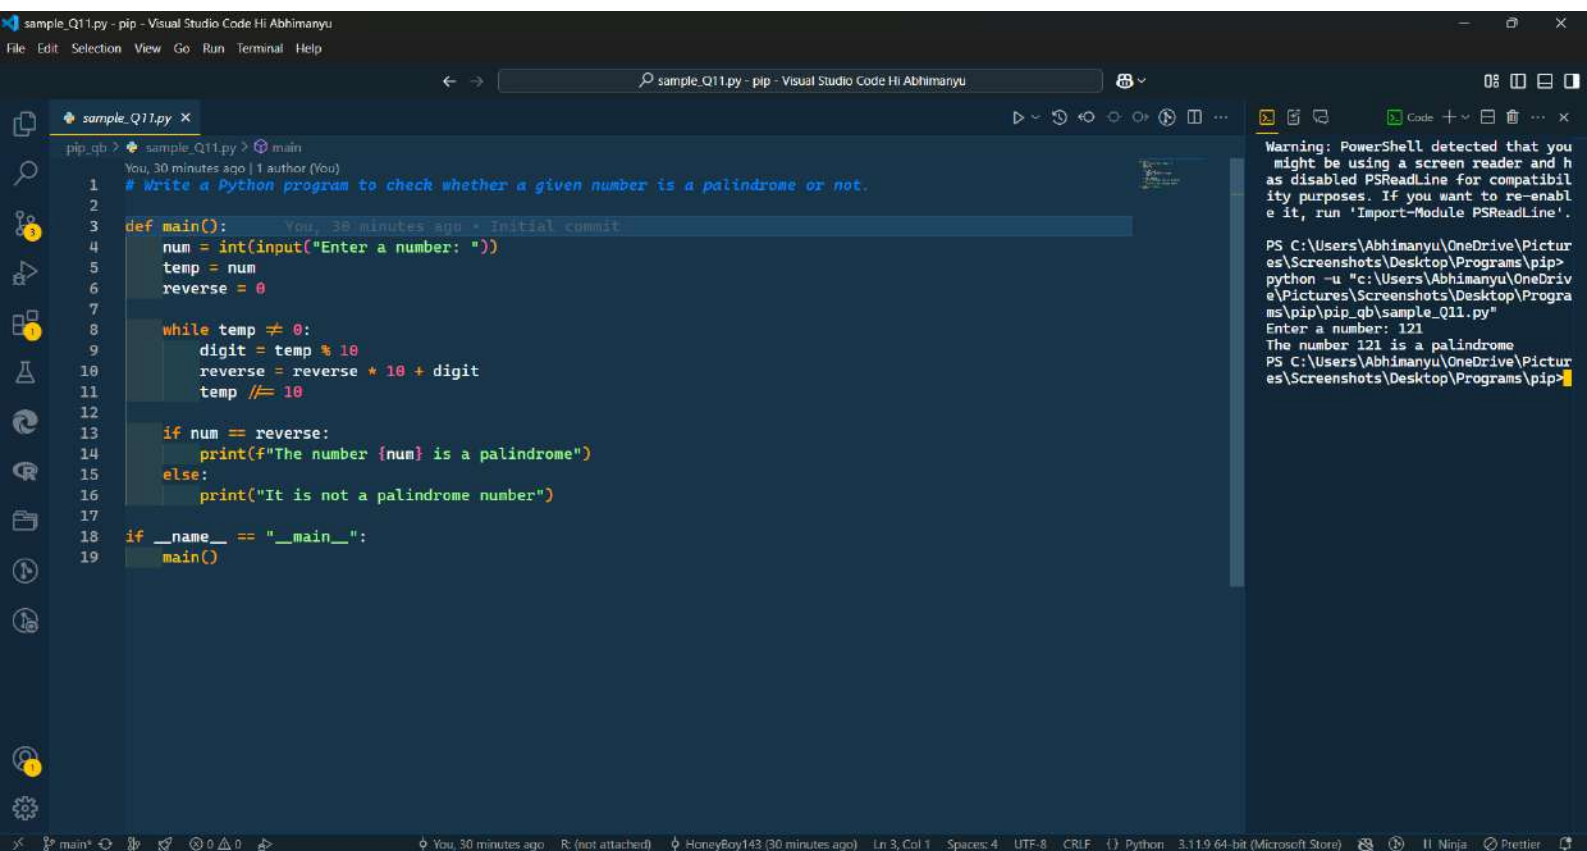 sample_Q11.py - pip - Visual Studio Code Hi Abhimanyu
File Edit Selection View Go Run Terminal Help
sample_Q11.py - pip - Visual Studio Code Hi Abhimanyu
sample_Q11.py
pip_qb > sample_Q11.py > main
You, 30 minutes ago | 1 author (You)
1 # Write a Python program to check whether a given number is a palindrome or not.
2
3 def main(): You, 30 minutes ago • Initial commit
4 num = int(input("Enter a number: "))
5 temp = num
6 reverse = 0
7
8 while temp != 0:
9 digit = temp % 10
10 reverse = reverse * 10 + digit
11 temp //= 10
12
13 if num == reverse:
14 print(f"The number {num} is a palindrome")
15 else:
16 print("It is not a palindrome number")
17
18 if __name__ == "__main__":
19 main()
Code
Warning: PowerShell detected that you
might be using a screen reader and h
as disabled PSReadLine for compatibil
ity purposes. If you want to re-enabl
e it, run 'Import-Module PSReadLine'.
PS C:\Users\Abhimanyu\OneDrive\Pictur
es\Screenshots\Desktop\Programs\pip>
python -u "c:\Users\Abhimanyu\OneDriv
e\Pictures\Screenshots\Desktop\Progra
ms\pip\pip_qb\sample_Q11.py"
Enter a number: 121
The number 121 is a palindrome
PS C:\Users\Abhimanyu\OneDrive\Pictur
es\Screenshots\Desktop\Programs\pip>
3
1
1
main* 0 0 You, 30 minutes ago R: (not attached) HoneyBoy143 (30 minutes ago) Ln 3, Col 1 Spaces: 4 UTF-8 CRLF {} Python 3.11.9 64-bit (Microsoft Store) Ninja Prettier